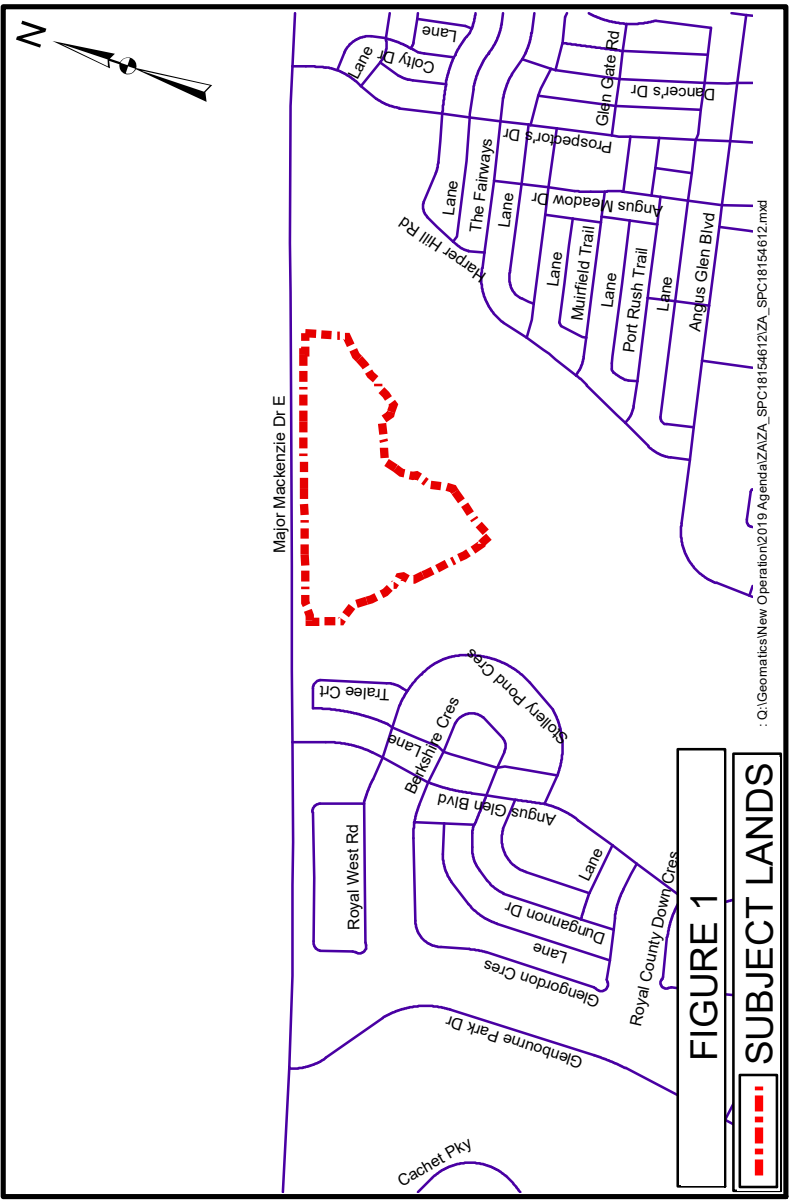 N
Lane
Colty Dr
Lane
Glen Gate Rd
Dancer's Dr
Prospector's Dr
The Fairways
Lane
Lane
Angus Meadow Dr
Harper Hill Rd
Lane
Muirfield Trail
Lane
Port Rush Trail
Lane
Angus Glen Blvd
Major Mackenzie Dr E
Tralee Crt
Stollery Pond Cres
Lane
Berkshire Cres
Angus Glen Blvd
Royal West Rd
Lane
Dungannon Dr
Lane
Glengordon Cres
Royal County Down Cres
Glenbourne Park Dr
Cachet Pky
: Q:\Geomatics\New Operation\2019 Agenda\ZA\ZA_SPC18154612\ZA_SPC18154612.mxd
FIGURE 1
SUBJECT LANDS